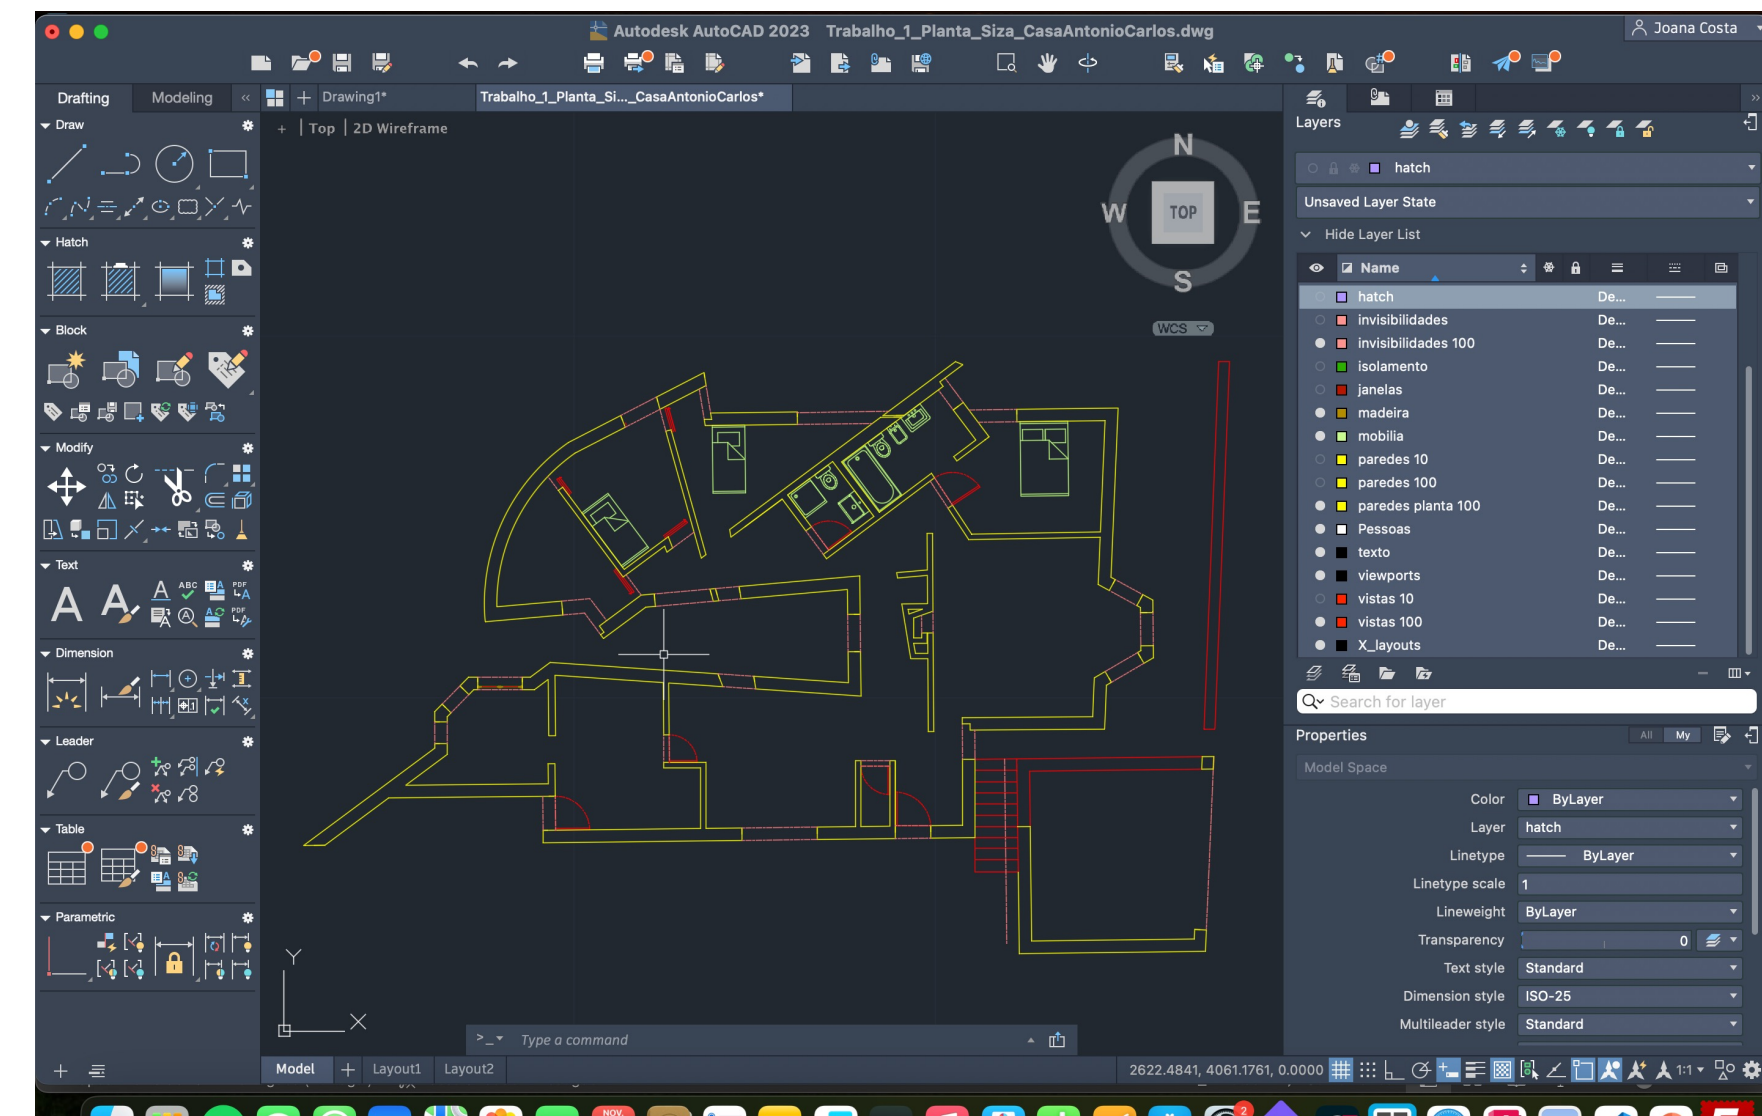 Autodesk AutoCAD 2023 Trabalho_1_Planta_Siza_CasaAntonioCarlos.dwg
Joana Costa
Drafting Modeling
Drawing1*
Trabalho_1_Planta_Si..._CasaAntonioCarlos*
+ | Top | 2D Wireframe
Draw
Hatch
Block
Modify
Text
A A A ABC PDF
Dimension
Leader
Table
Parametric
N
W TOP E
S
WCS
Y
X
>_ Type a command
Model + Layout1 Layout2
2622.4841, 4061.1761, 0.0000
1:1
Layers
hatch
Unsaved Layer State
Hide Layer List
Name
hatch De...
invisibilidades De...
invisibilidades 100 De...
isolamento De...
janelas De...
madeira De...
mobilia De...
paredes 10 De...
paredes 100 De...
paredes planta 100 De...
Pessoas De...
texto De...
viewports De...
vistas 10 De...
vistas 100 De...
X_layouts De...
Search for layer
Properties All My
Model Space
Color ByLayer
Layer hatch
Linetype ByLayer
Linetype scale 1
Lineweight ByLayer
Transparency 0
Text style Standard
Dimension style ISO-25
Multileader style Standard
NOV.
2